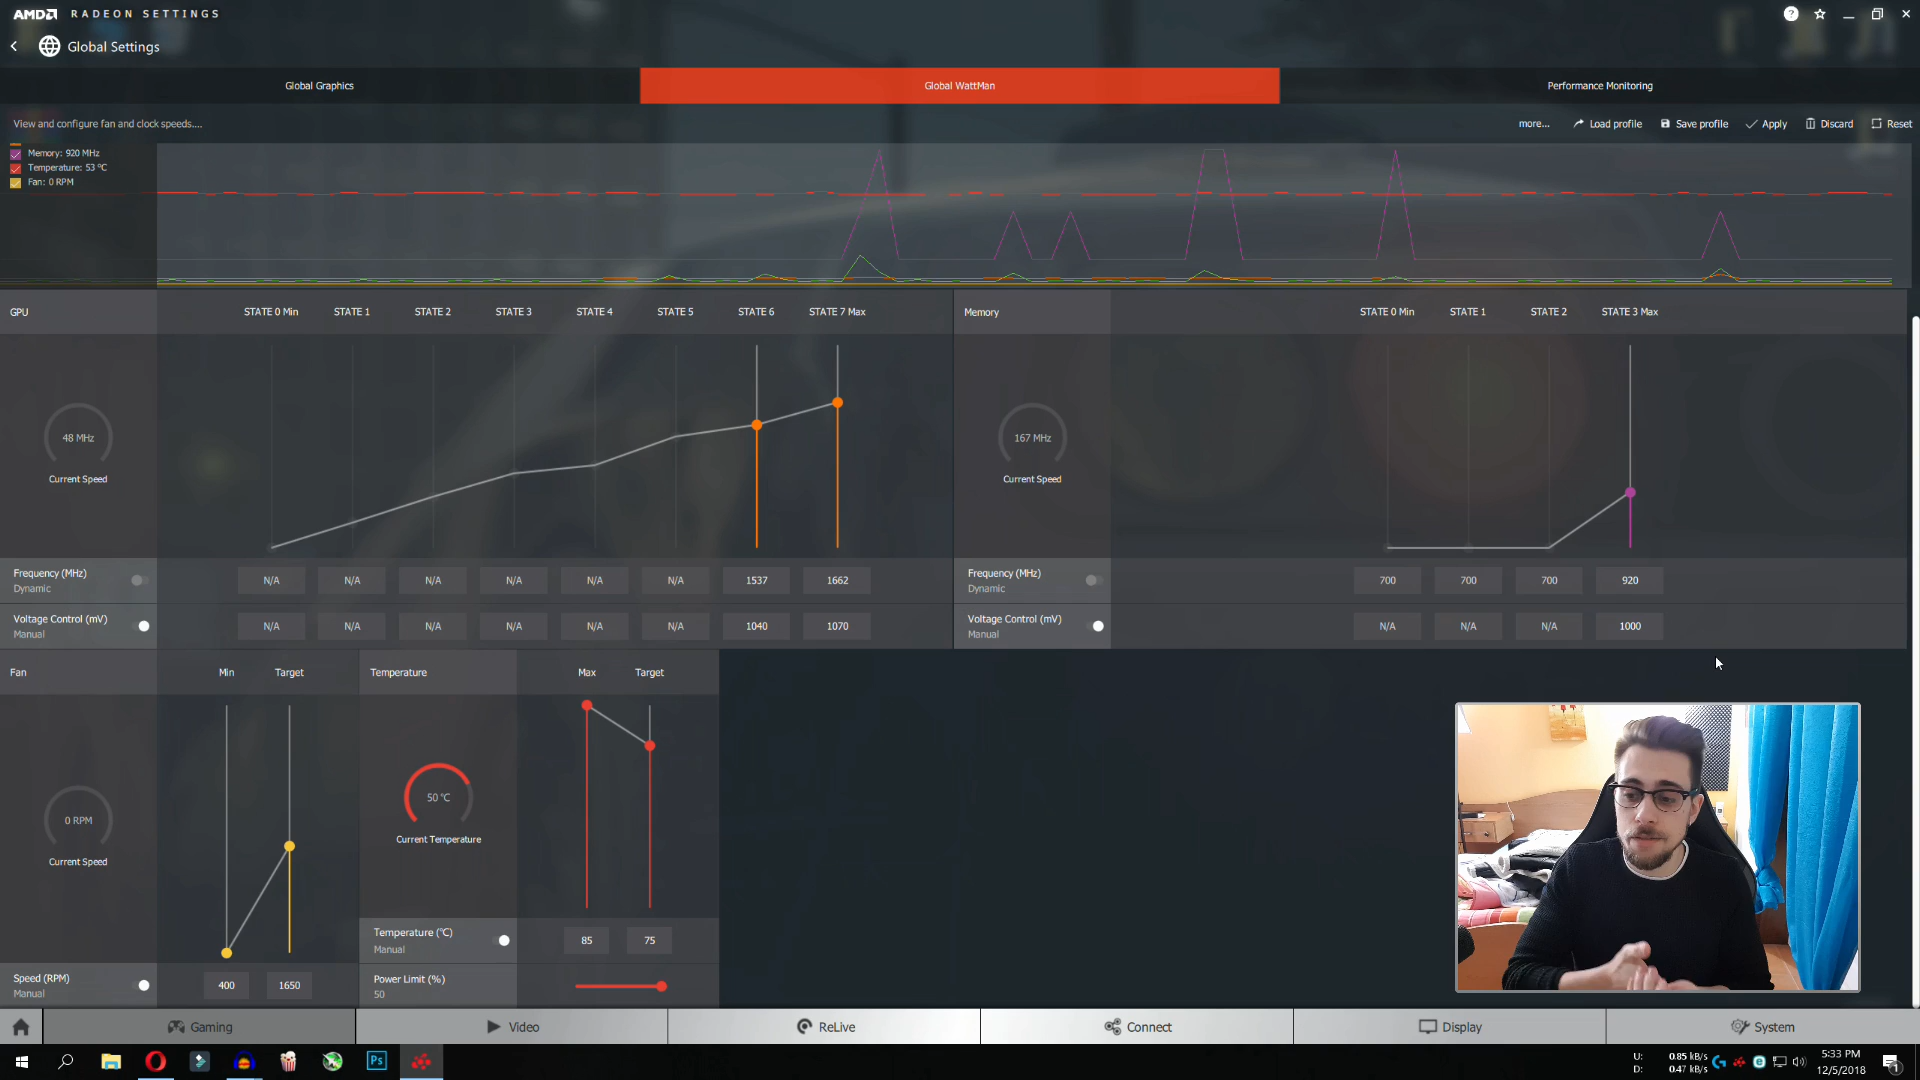 AMD RADEON SETTINGS
Global Settings
Global Graphics
Global WattMan
Performance Monitoring
View and configure fan and clock speeds....
more...
Load profile
Save profile
Apply
Discard
Reset
Memory: 920 MHz
Temperature: 53 °C
Fan: 0 RPM
GPU
STATE 0 Min
STATE 1
STATE 2
STATE 3
STATE 4
STATE 5
STATE 6
STATE 7 Max
48 MHz
Current Speed
Frequency (MHz)
Dynamic
N/A
N/A
N/A
N/A
N/A
N/A
1537
1662
Voltage Control (mV)
Manual
N/A
N/A
N/A
N/A
N/A
N/A
1040
1070
Memory
STATE 0 Min
STATE 1
STATE 2
STATE 3 Max
167 MHz
Current Speed
Frequency (MHz)
Dynamic
700
700
700
920
Voltage Control (mV)
Manual
N/A
N/A
N/A
1000
Fan
Min
Target
0 RPM
Current Speed
Speed (RPM)
Manual
400
1650
Temperature
Max
Target
50 °C
Current Temperature
Temperature (°C)
Manual
85
75
Power Limit (%)
50
Gaming
Video
ReLive
Connect
Display
System
Ps
U: 0.85 kB/s
D: 0.47 kB/s
5:33 PM
12/5/2018
1